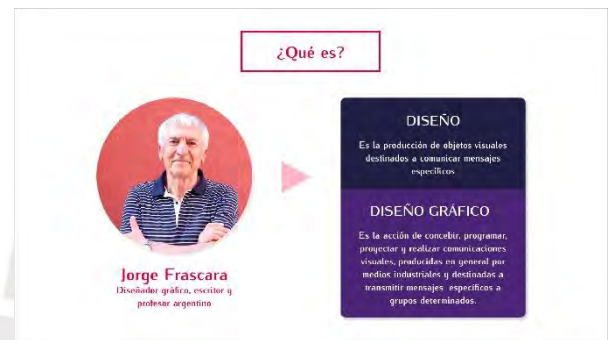 ¿Qué es?
Jorge Frascara
Diseñador gráfico, escritor y
profesor argentino
DISEÑO
Es la producción de objetos visuales
destinados a comunicar mensajes
específicos
DISEÑO GRÁFICO
Es la acción de concebir, programar,
proyectar y realizar comunicaciones
visuales, producidas en general por
medios industriales y destinadas a
transmitir mensajes específicos a
grupos determinados.